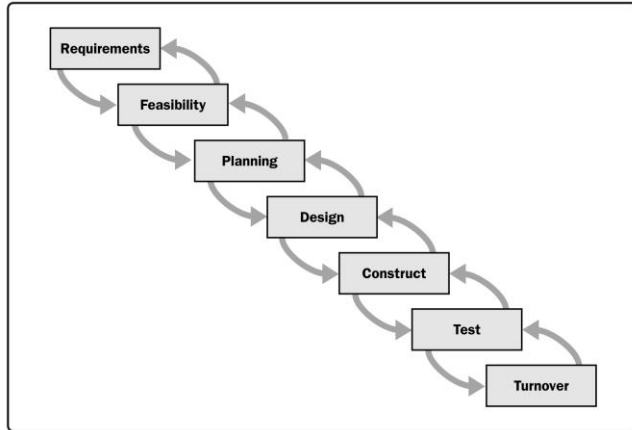 Requirements
Feasibility
Planning
Design
Construct
Test
Turnover